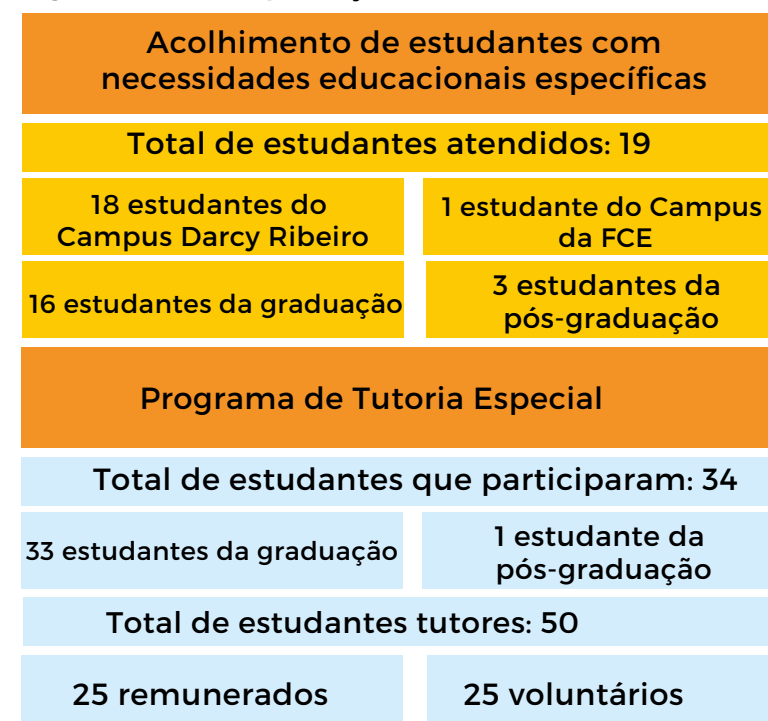 Acolhimento de estudantes com
necessidades educacionais específicas
Total de estudantes atendidos: 19
18 estudantes do
Campus Darcy Ribeiro
1 estudante do Campus
da FCE
16 estudantes da graduação
3 estudantes da
pós-graduação
Programa de Tutoria Especial
Total de estudantes que participaram: 34
33 estudantes da graduação
1 estudante da
pós-graduação
Total de estudantes tutores: 50
25 remunerados
25 voluntários